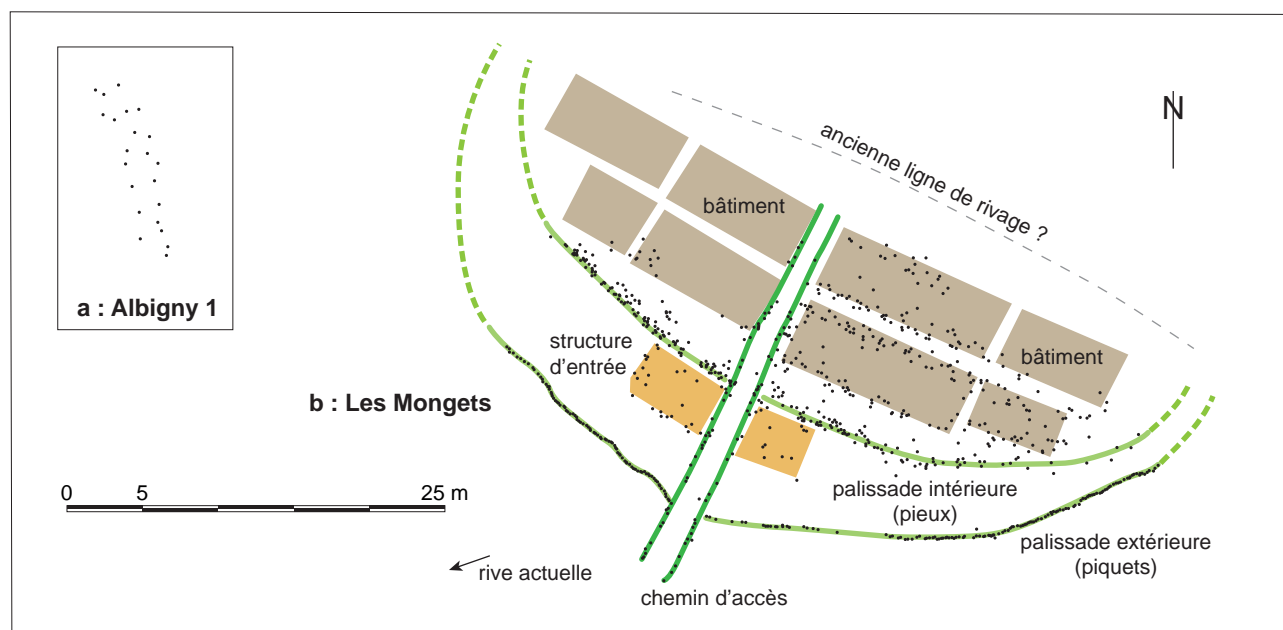 a : Albigny 1
N
ancienne ligne de rivage ?
bâtiment
structure
d'entrée
bâtiment
b : Les Mongets
0 5 25 m
palissade intérieure
(pieux)
palissade extérieure
(piquets)
rive actuelle
chemin d'accès